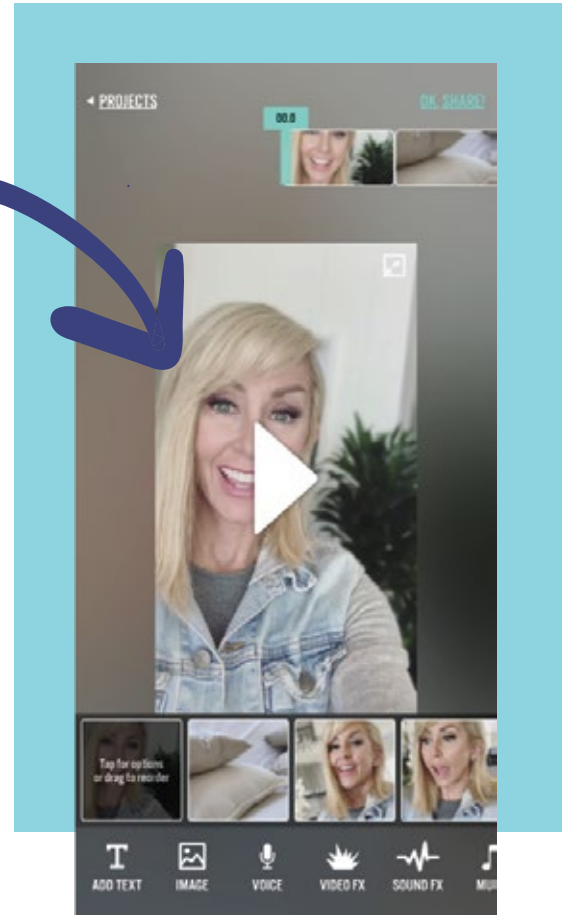 PROJECTS
OK, SHARE!
00.0
Tap for options
or drag to reorder
ADD TEXT
IMAGE
VOICE
VIDEO FX
SOUND FX